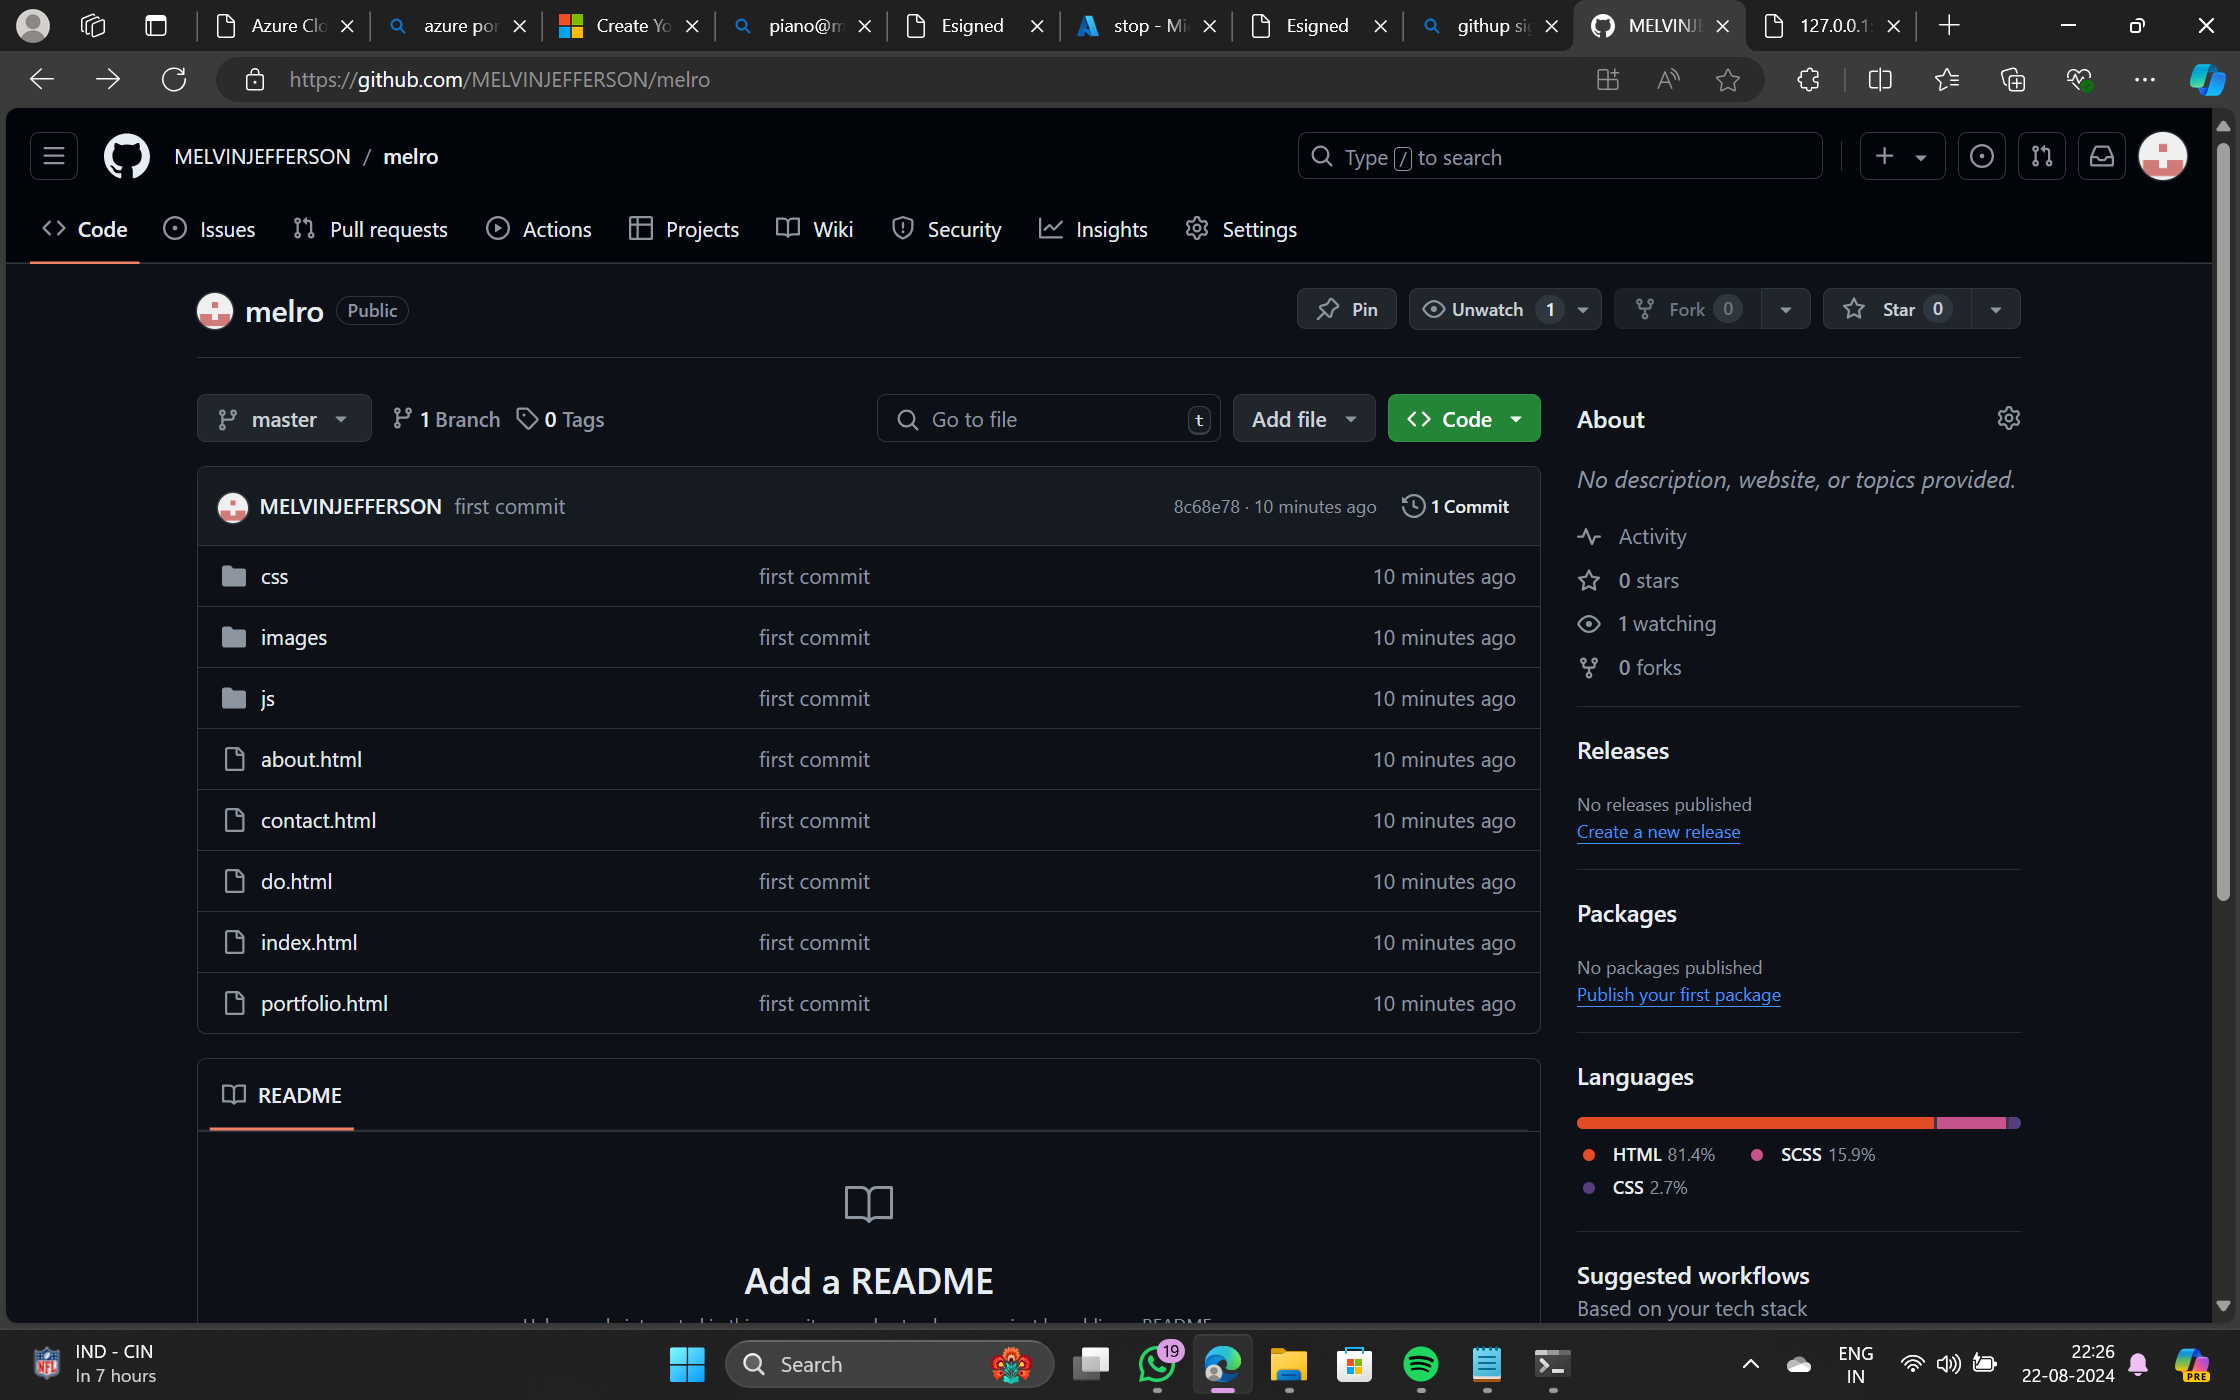 Azure Clo
azure por
Create Yo
piano@m
Esigned
stop - Mi
Esigned
githup sig
MELVINJE
127.0.0.1:
https://github.com/MELVINJEFFERSON/melro
MELVINJEFFERSON / melro
Type / to search
Code
Issues
Pull requests
Actions
Projects
Wiki
Security
Insights
Settings
melro Public
Pin
Unwatch 1
Fork 0
Star 0
master
1 Branch
0 Tags
Go to file t
Add file
Code
MELVINJEFFERSON first commit 8c68e78 · 10 minutes ago 1 Commit
css first commit 10 minutes ago
images first commit 10 minutes ago
js first commit 10 minutes ago
about.html first commit 10 minutes ago
contact.html first commit 10 minutes ago
do.html first commit 10 minutes ago
index.html first commit 10 minutes ago
portfolio.html first commit 10 minutes ago
README
Add a README
About
No description, website, or topics provided.
Activity
0 stars
1 watching
0 forks
Releases
No releases published
Create a new release
Packages
No packages published
Publish your first package
Languages
HTML 81.4% SCSS 15.9%
CSS 2.7%
Suggested workflows
Based on your tech stack
NFL
IND - CIN
In 7 hours
Search
19
ENG
IN
22:26
22-08-2024
PRE